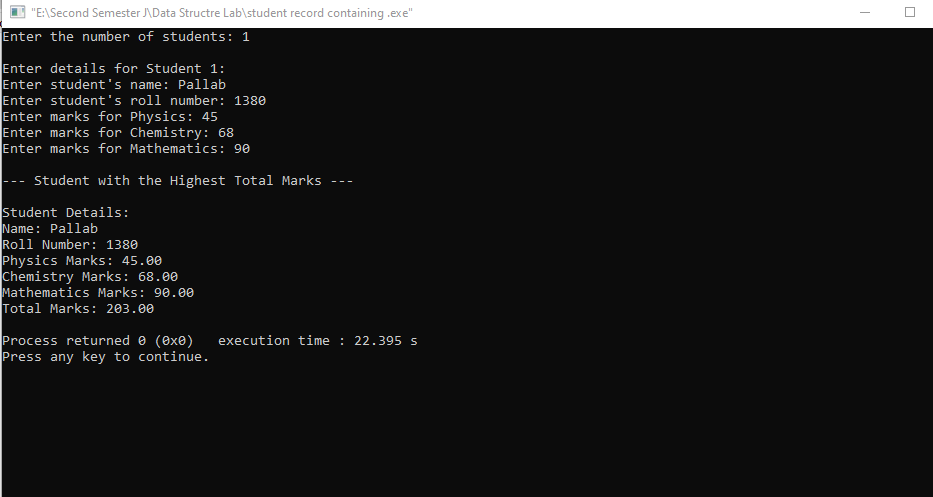 "E:\Second Semester J\Data Structre Lab\student record containing .exe"
Enter the number of students: 1
Enter details for Student 1:
Enter student's name: Pallab
Enter student's roll number: 1380
Enter marks for Physics: 45
Enter marks for Chemistry: 68
Enter marks for Mathematics: 90
--- Student with the Highest Total Marks ---
Student Details:
Name: Pallab
Roll Number: 1380
Physics Marks: 45.00
Chemistry Marks: 68.00
Mathematics Marks: 90.00
Total Marks: 203.00
Process returned 0 (0x0)   execution time : 22.395 s
Press any key to continue.